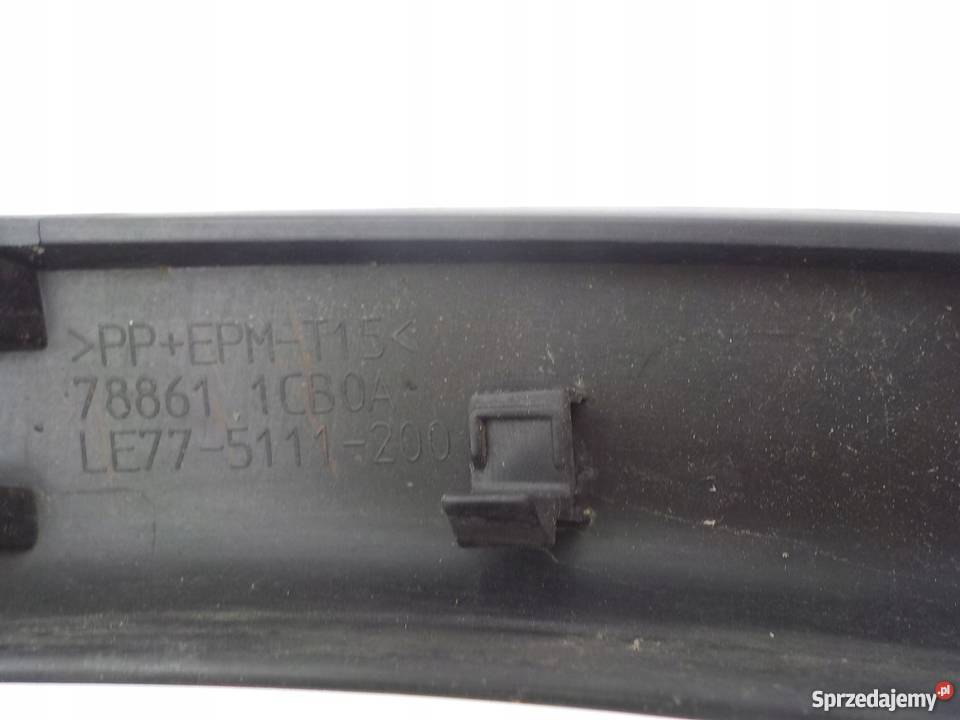 >PP+EPM-T15<
78861 1CB0A
LE77-5111-200
Sprzedajemy.pl